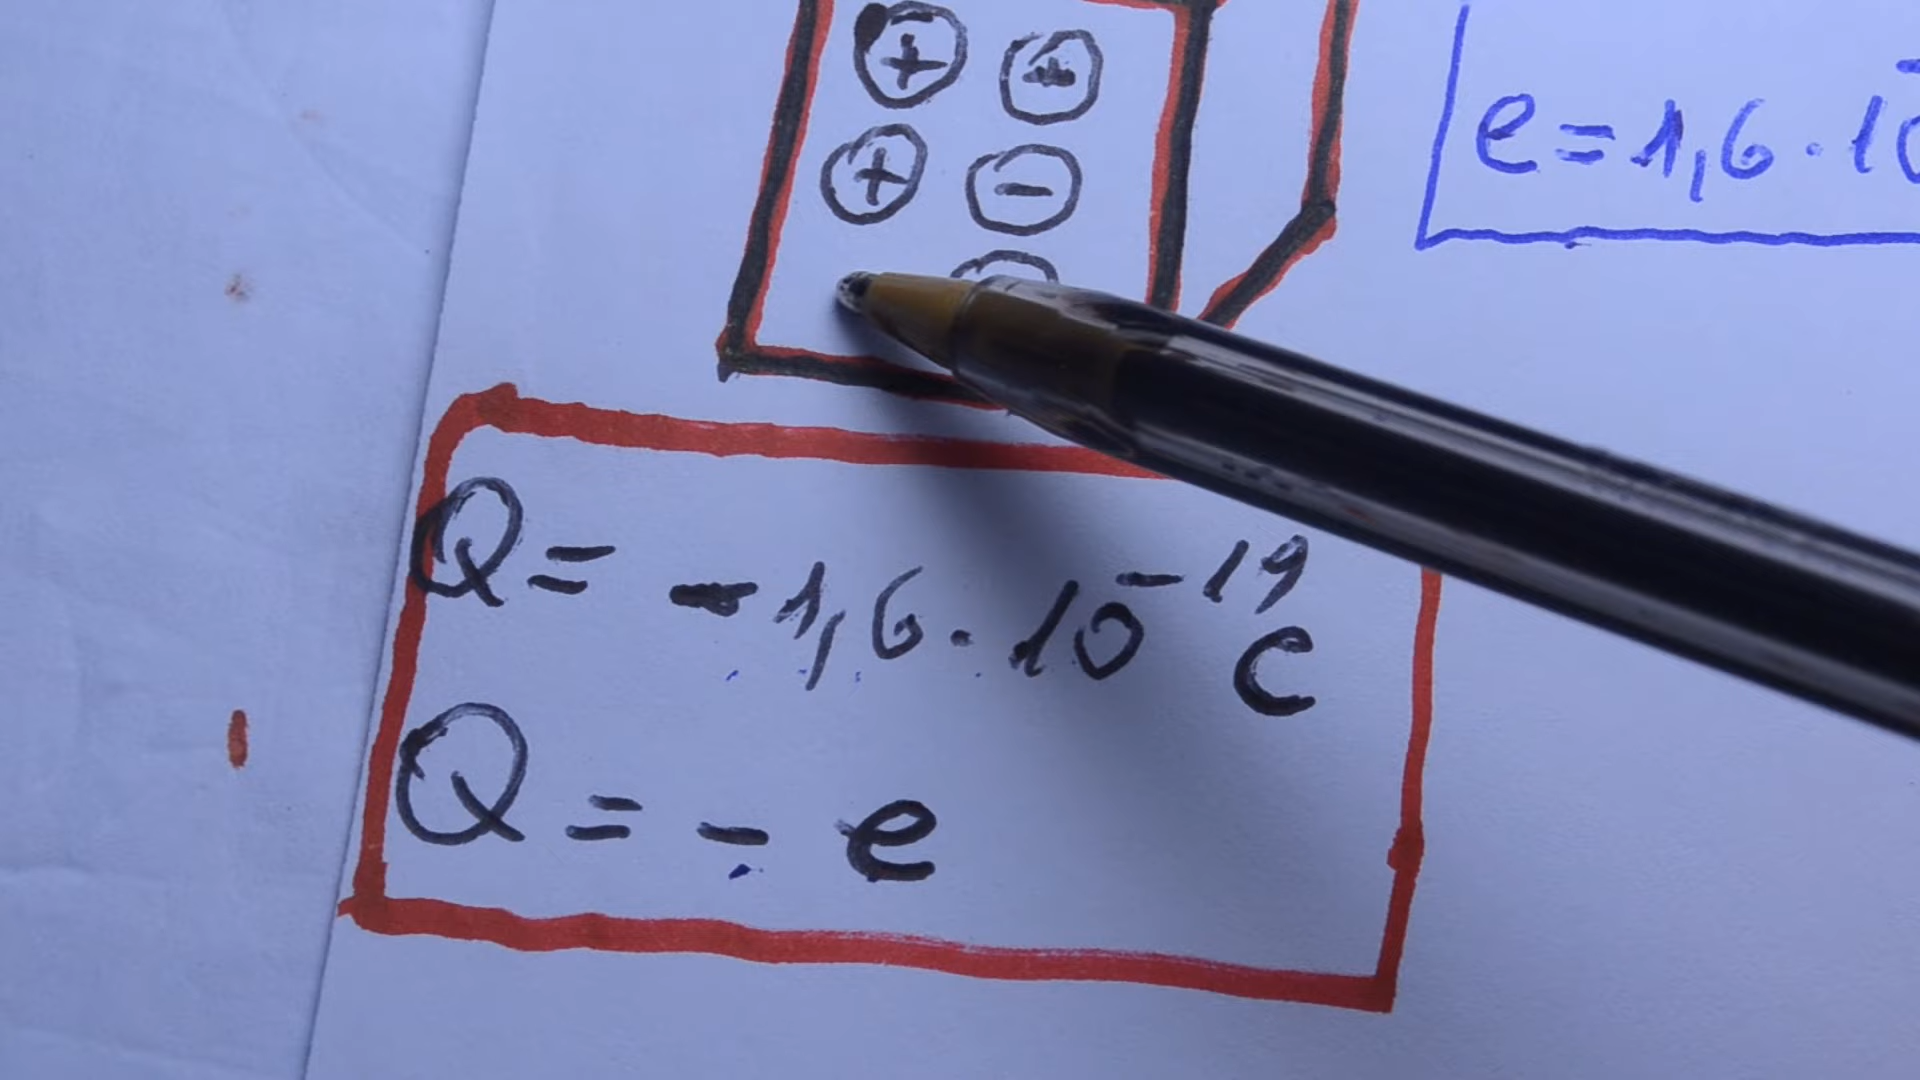 + +
+ -
e = 1,6 · 10⁻
Q = - 1,6 · 10⁻¹⁹ C
Q = - e